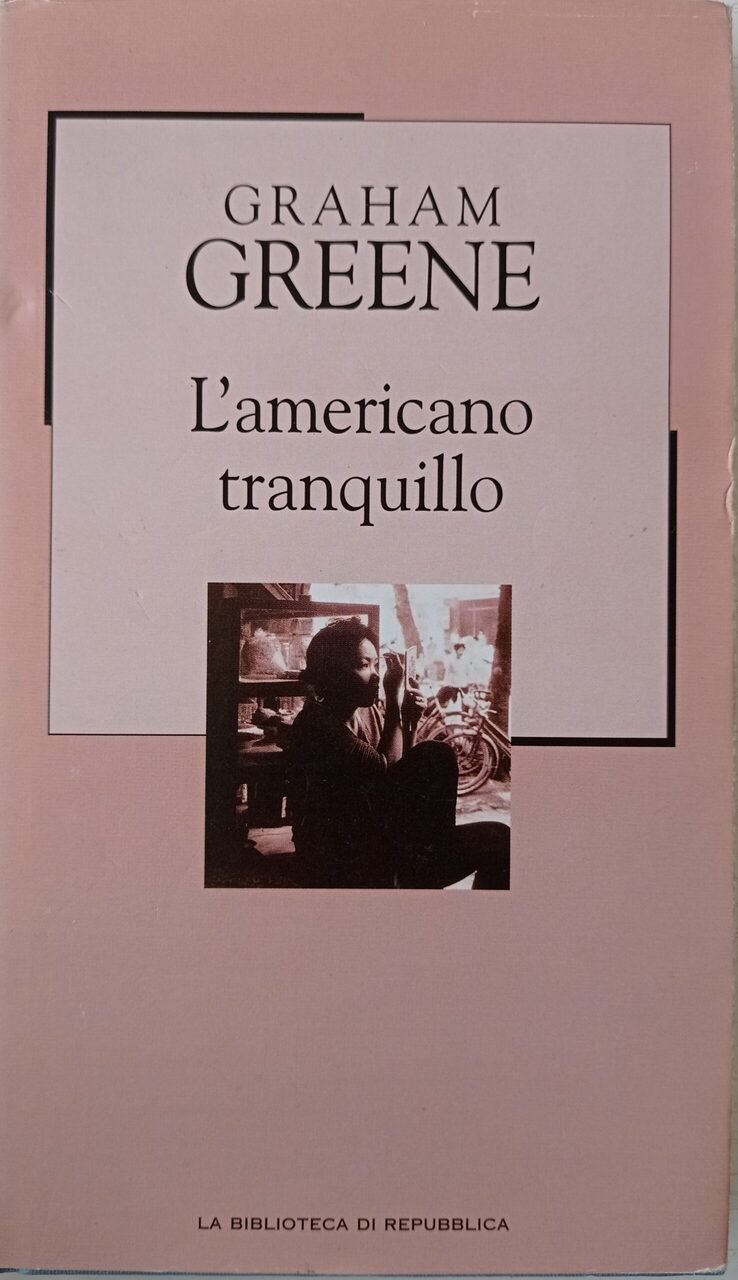 GRAHAM
GREENE
L'americano
tranquillo
LA BIBLIOTECA DI REPUBBLICA